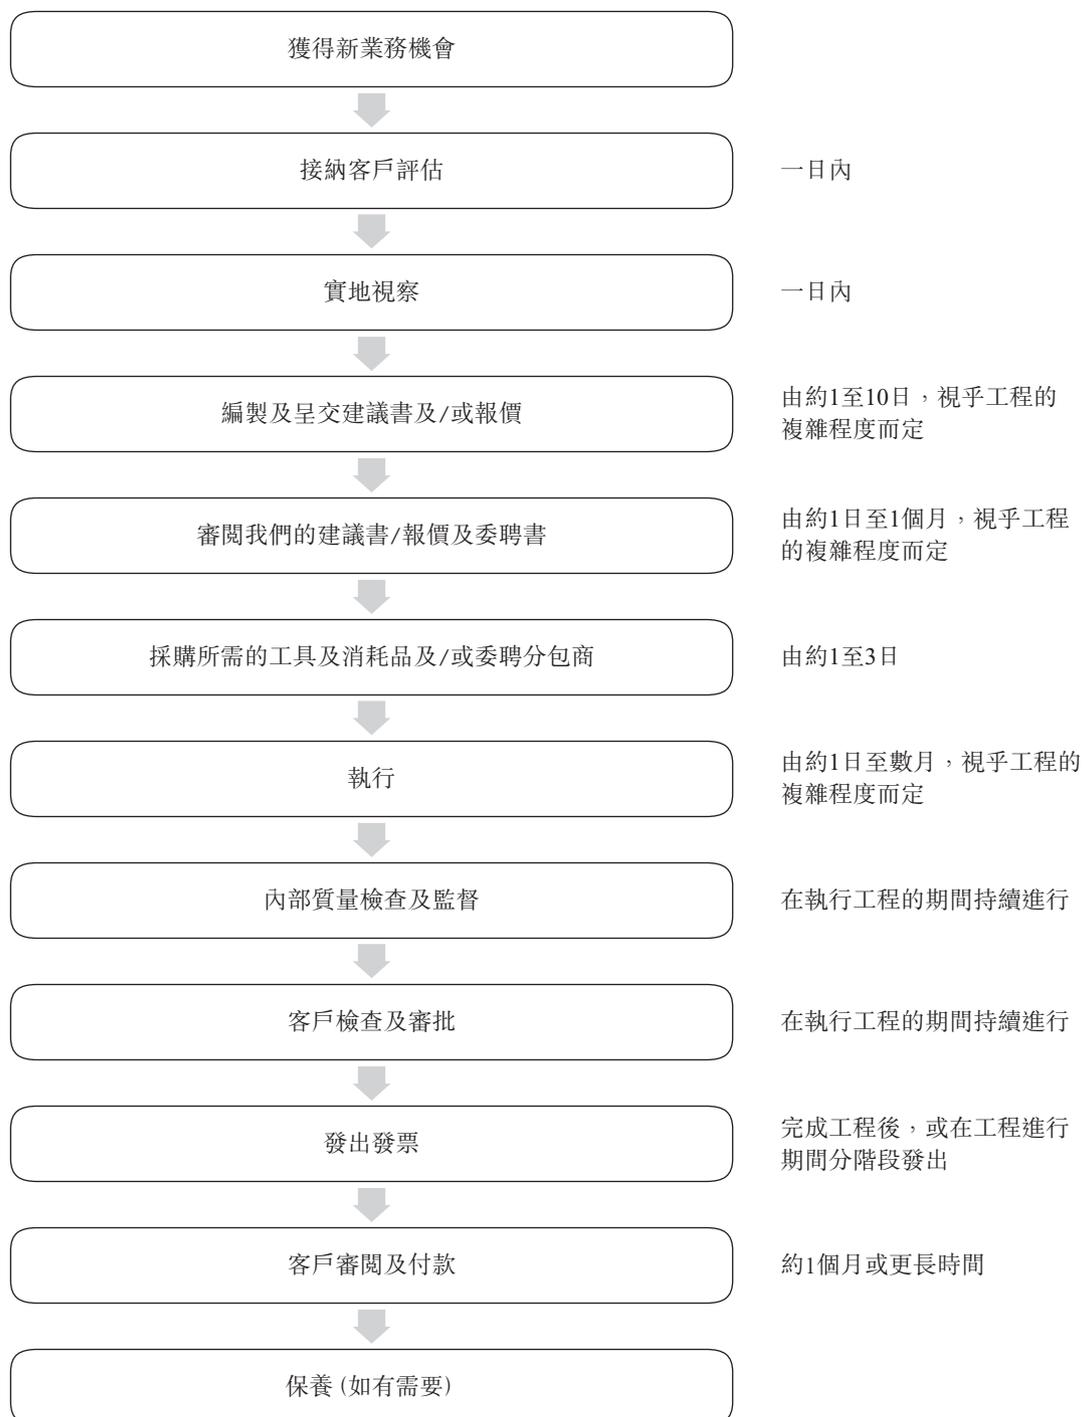 獲得新業務機會
接納客戶評估
一日內
實地視察
一日內
編製及呈交建議書及/或報價
由約1至10日，視乎工程的
複雜程度而定
審閱我們的建議書/報價及委聘書
由約1日至1個月，視乎工程
的複雜程度而定
採購所需的工具及消耗品及/或委聘分包商
由約1至3日
執行
由約1日至數月，視乎工程的
複雜程度而定
內部質量檢查及監督
在執行工程的期間持續進行
客戶檢查及審批
在執行工程的期間持續進行
發出發票
完成工程後，或在工程進行
期間分階段發出
客戶審閱及付款
約1個月或更長時間
保養(如有需要)